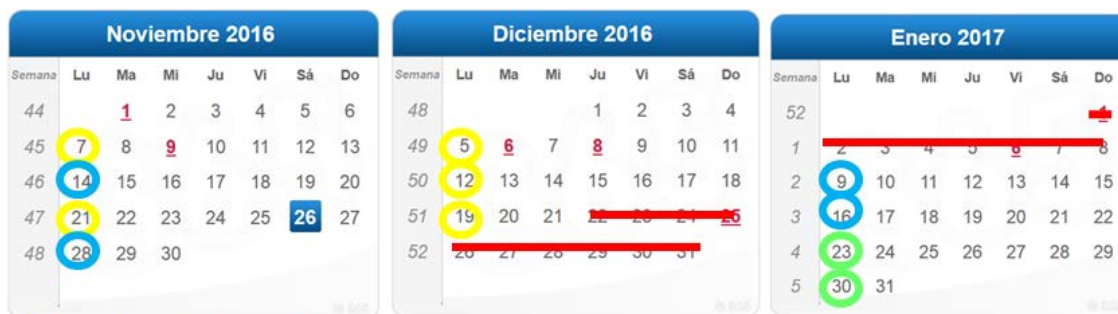 Noviembre 2016
Semana Lu Ma Mi Ju Vi Sá Do
44 1 2 3 4 5 6
45 7 8 9 10 11 12 13
46 14 15 16 17 18 19 20
47 21 22 23 24 25 26 27
48 28 29 30
Diciembre 2016
Semana Lu Ma Mi Ju Vi Sá Do
48 1 2 3 4
49 5 6 7 8 9 10 11
50 12 13 14 15 16 17 18
51 19 20 21 22 23 24 25
52 26 27 28 29 30 31
Enero 2017
Semana Lu Ma Mi Ju Vi Sá Do
52 1
1 2 3 4 5 6 7 8
2 9 10 11 12 13 14 15
3 16 17 18 19 20 21 22
4 23 24 25 26 27 28 29
5 30 31